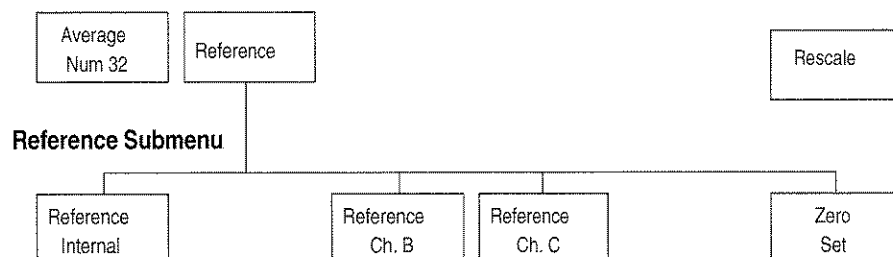 Average
Num 32
Reference
Rescale
Reference Submenu
Reference
Internal
Reference
Ch. B
Reference
Ch. C
Zero
Set